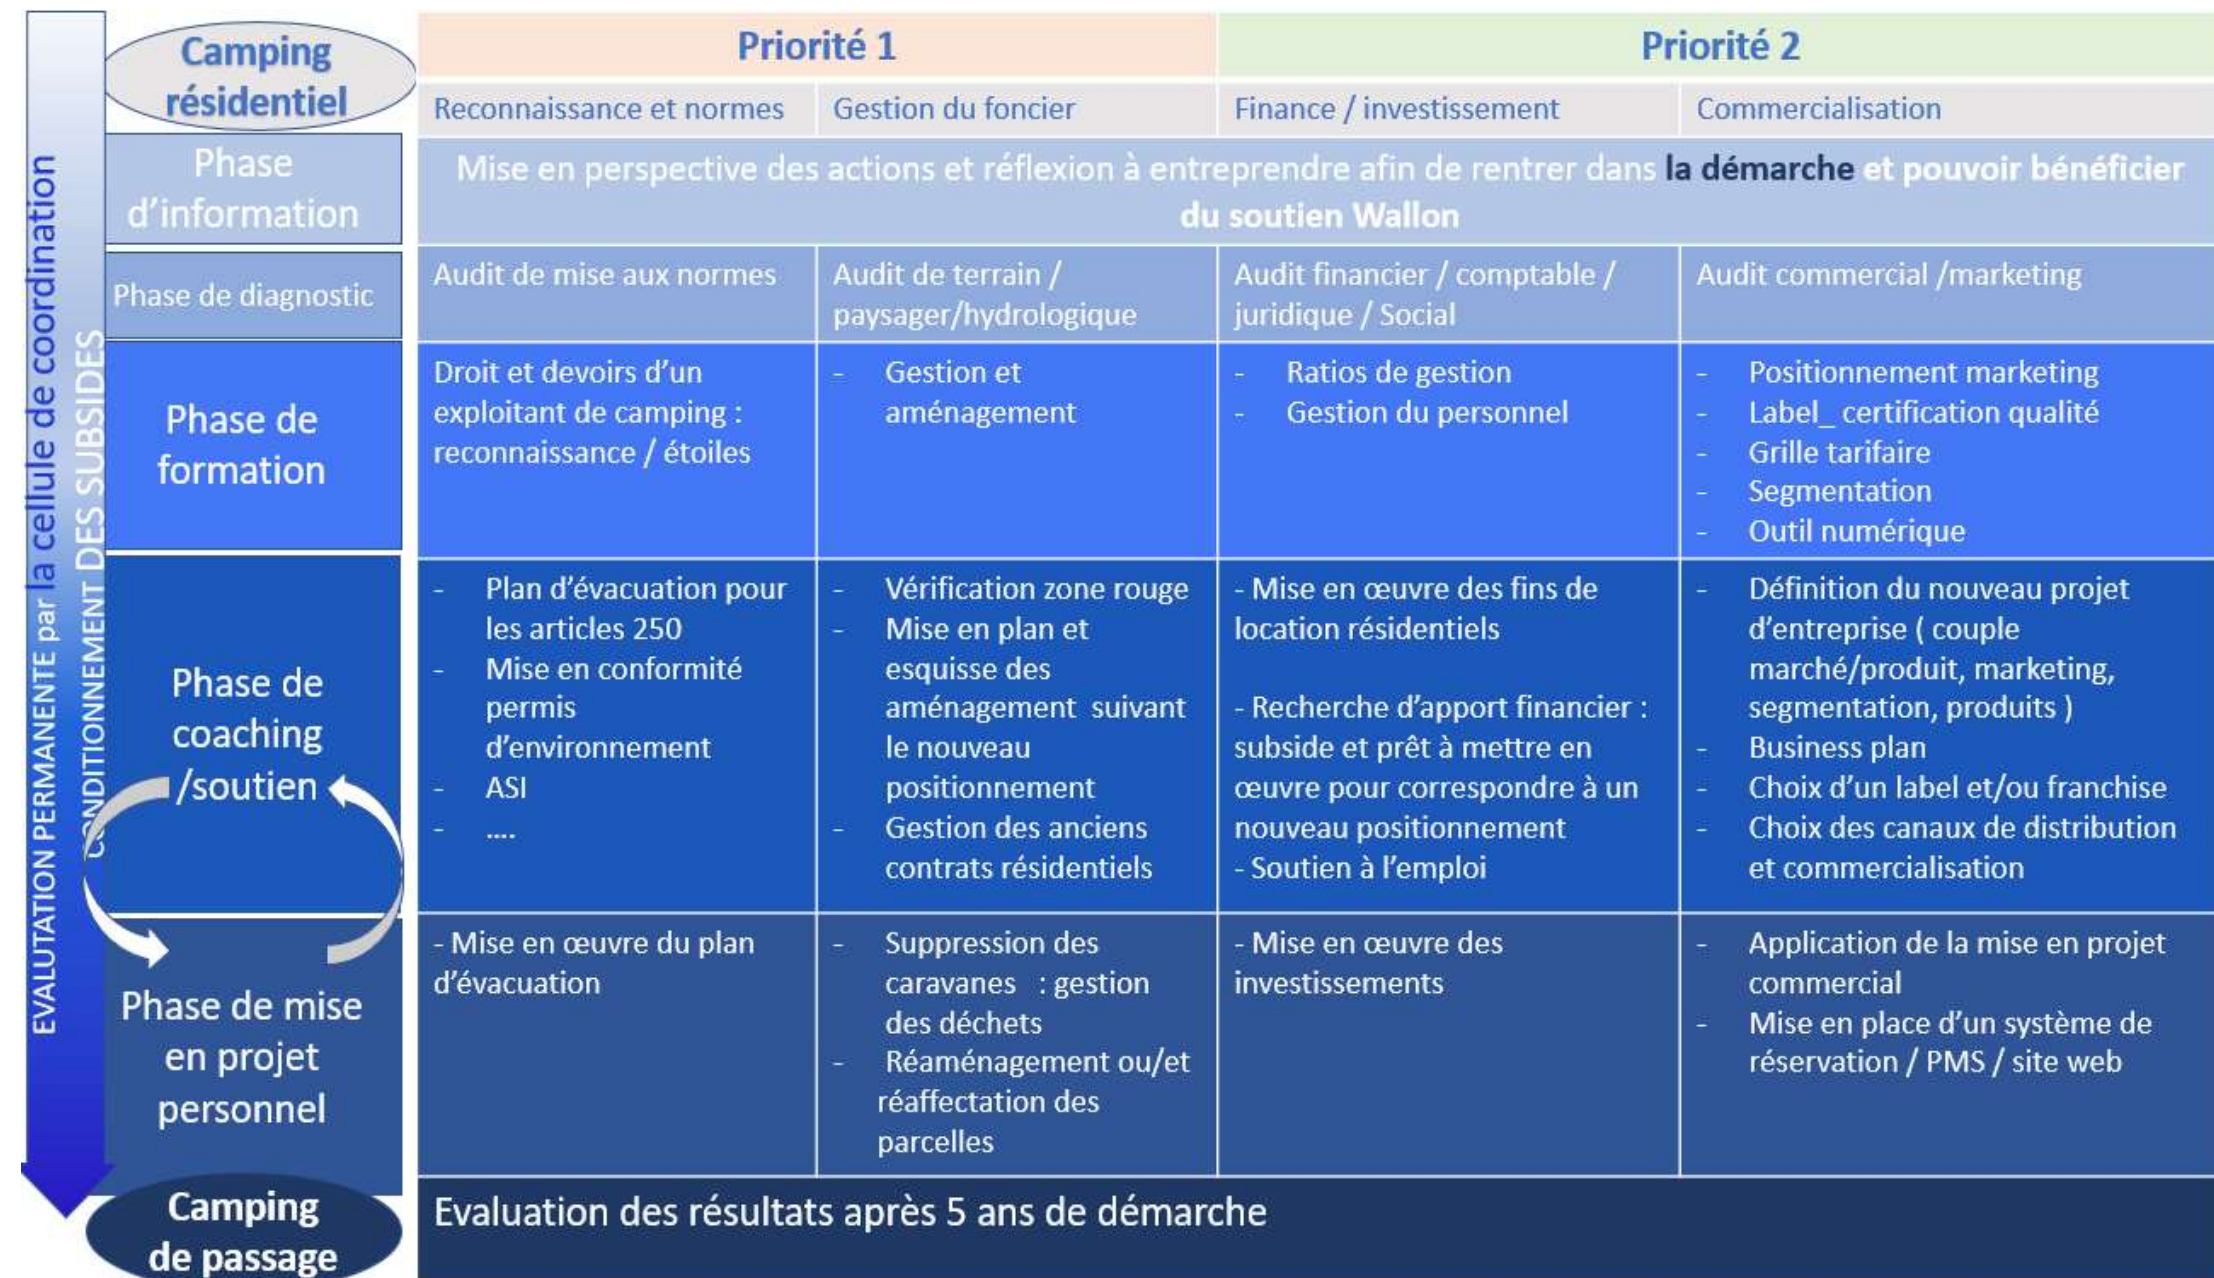 Camping
résidentiel
Priorité 1
Priorité 2
Reconnaissance et normes
Gestion du foncier
Finance / investissement
Commercialisation
Phase
d’information
Mise en perspective des actions et réflexion à entreprendre afin de rentrer dans la démarche et pouvoir bénéficier
du soutien Wallon
Phase de diagnostic
Audit de mise aux normes
Audit de terrain /
paysager/hydrologique
Audit financier / comptable /
juridique / Social
Audit commercial /marketing
Phase de
formation
Droit et devoirs d’un
exploitant de camping :
reconnaissance / étoiles
- Gestion et
aménagement
- Ratios de gestion
- Gestion du personnel
- Positionnement marketing
- Label_ certification qualité
- Grille tarifaire
- Segmentation
- Outil numérique
Phase de
coaching
/soutien
- Plan d’évacuation pour
les articles 250
- Mise en conformité
permis
d’environnement
- ASI
- ....
- Vérification zone rouge
- Mise en plan et
esquisse des
aménagement suivant
le nouveau
positionnement
- Gestion des anciens
contrats résidentiels
- Mise en œuvre des fins de
location résidentiels
- Recherche d’apport financier :
subside et prêt à mettre en
œuvre pour correspondre à un
nouveau positionnement
- Soutien à l’emploi
- Définition du nouveau projet
d’entreprise ( couple
marché/produit, marketing,
segmentation, produits )
- Business plan
- Choix d’un label et/ou franchise
- Choix des canaux de distribution
et commercialisation
Phase de mise
en projet
personnel
- Mise en œuvre du plan
d’évacuation
- Suppression des
caravanes : gestion
des déchets
- Réaménagement ou/et
réaffectation des
parcelles
- Mise en œuvre des
investissements
- Application de la mise en projet
commercial
- Mise en place d’un système de
réservation / PMS / site web
Camping
de passage
Evaluation des résultats après 5 ans de démarche
EVALUTATION PERMANENTE par la cellule de coordination
CONDITIONNEMENT DES SUBSIDES